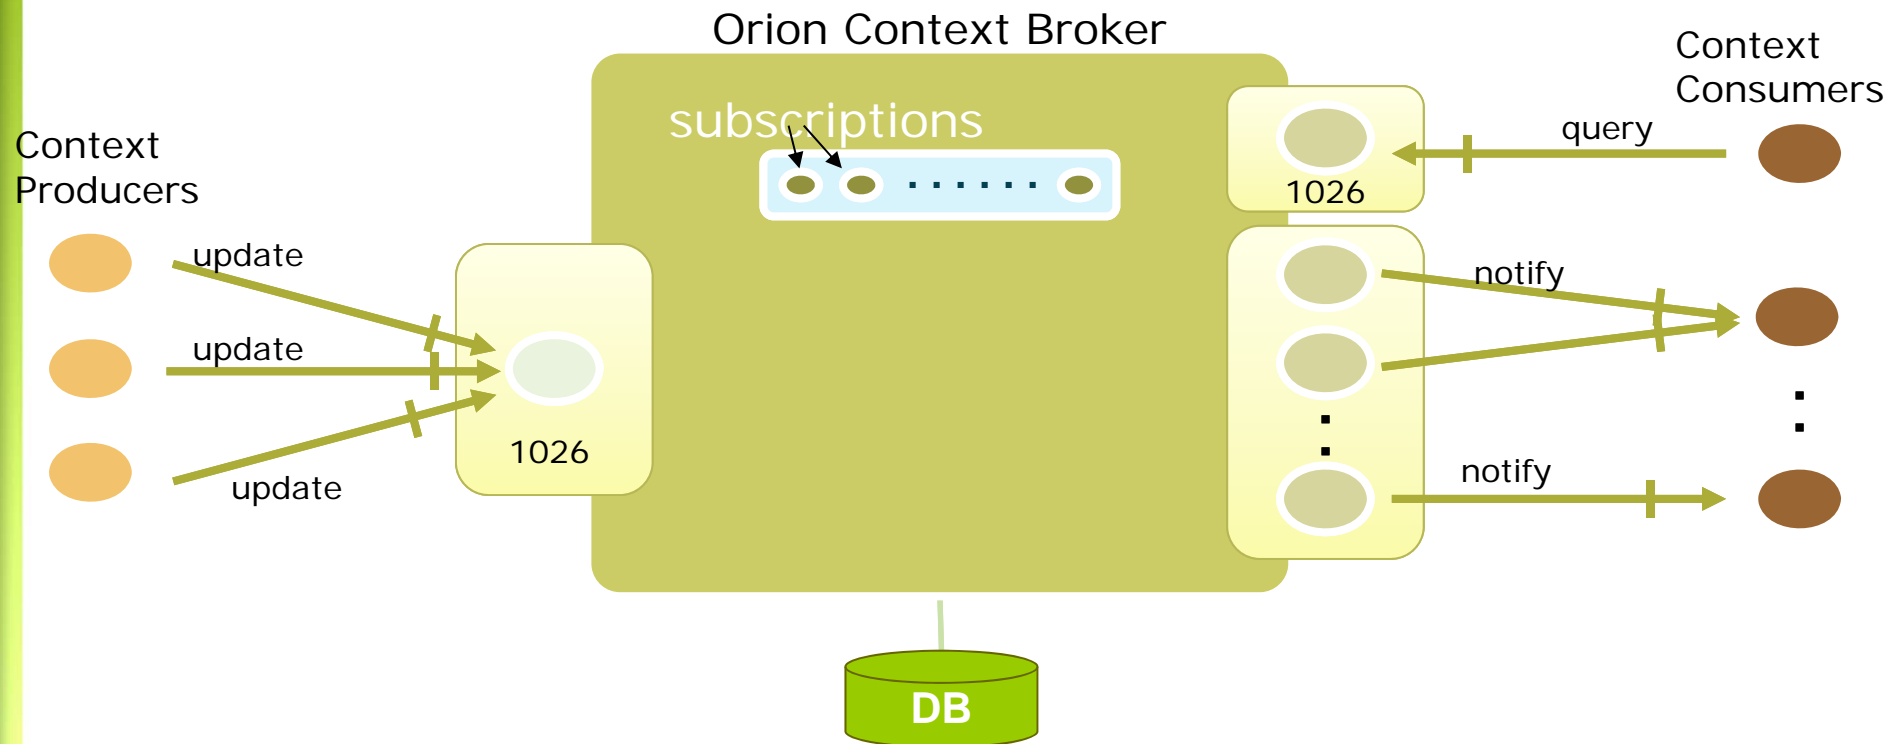 Orion Context Broker
Context
Consumers
subscriptions
query
Context
Producers
1026
update
notify
update
1026
notify
update
DB